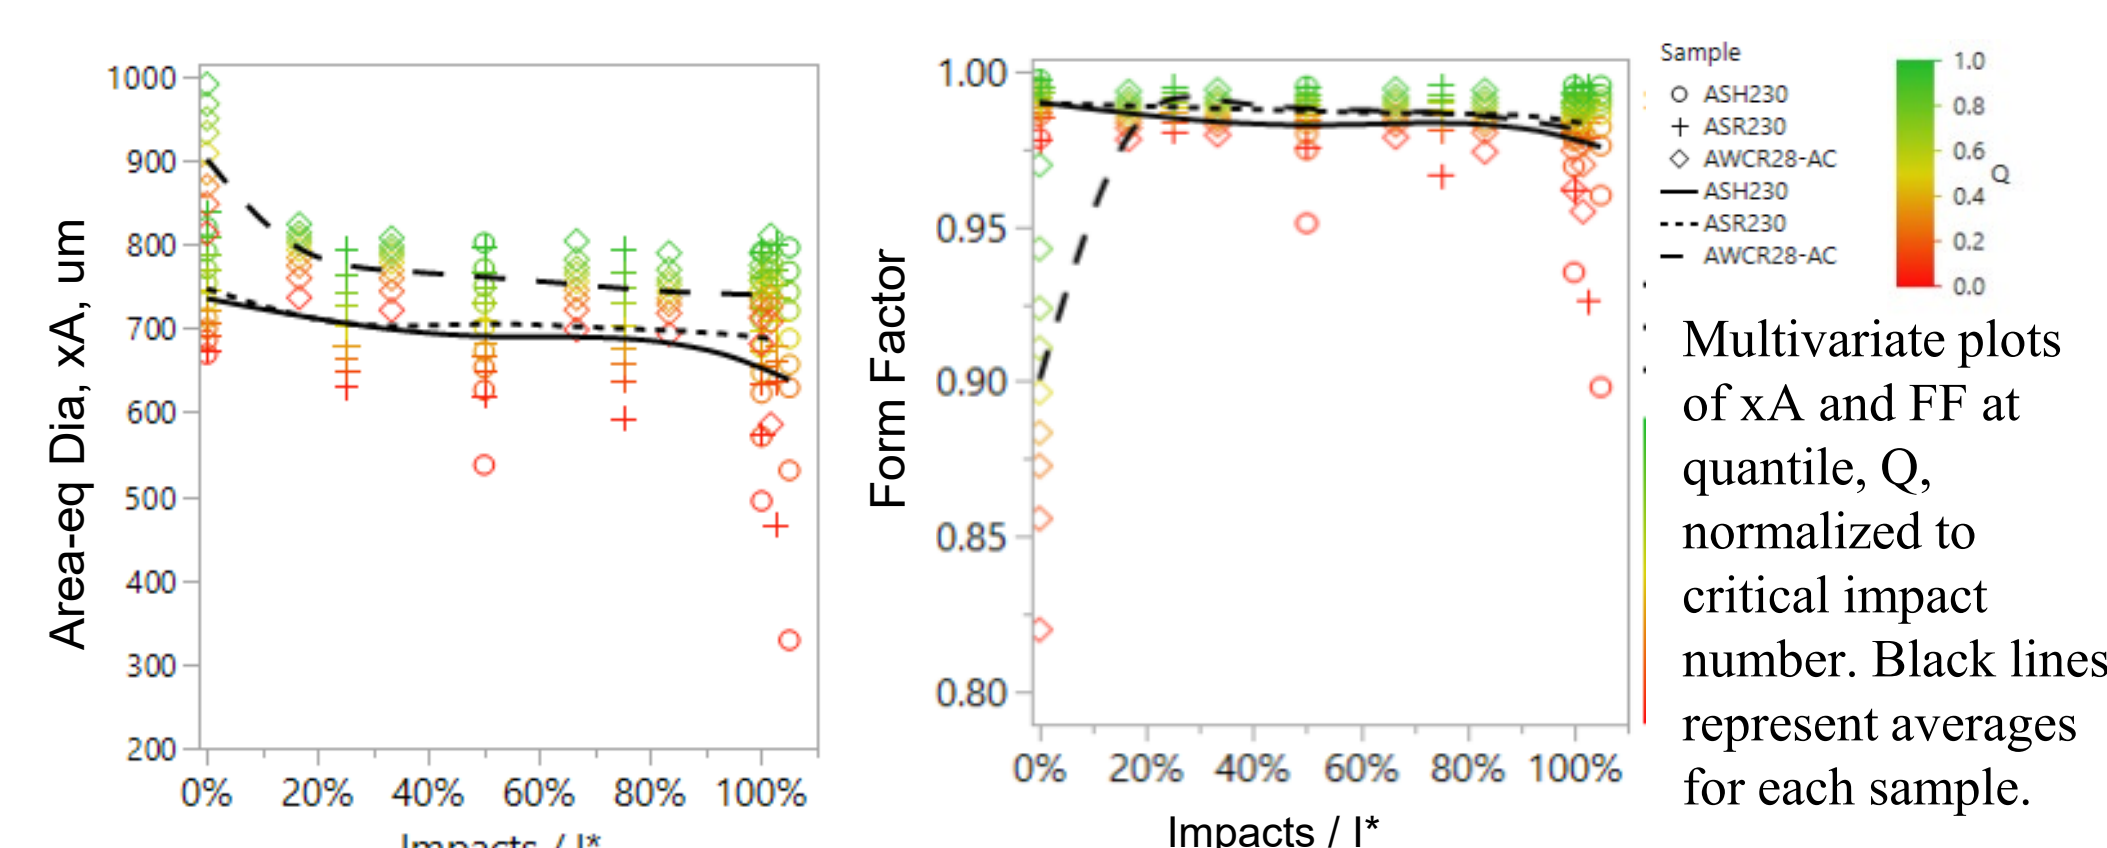 Area-eq Dia, xA, um
1000
900
800
700
600
500
400
300
200
0% 20% 40% 60% 80% 100%
Impacts / I*
Form Factor
1.00
0.95
0.90
0.85
0.80
0% 20% 40% 60% 80% 100%
Impacts / I*
Sample
ASH230
ASR230
AWCR28-AC
ASH230
ASR230
AWCR28-AC
1.0
0.8
0.6
0.4
0.2
0.0
Q
Multivariate plots
of xA and FF at
quantile, Q,
normalized to
critical impact
number. Black lines
represent averages
for each sample.